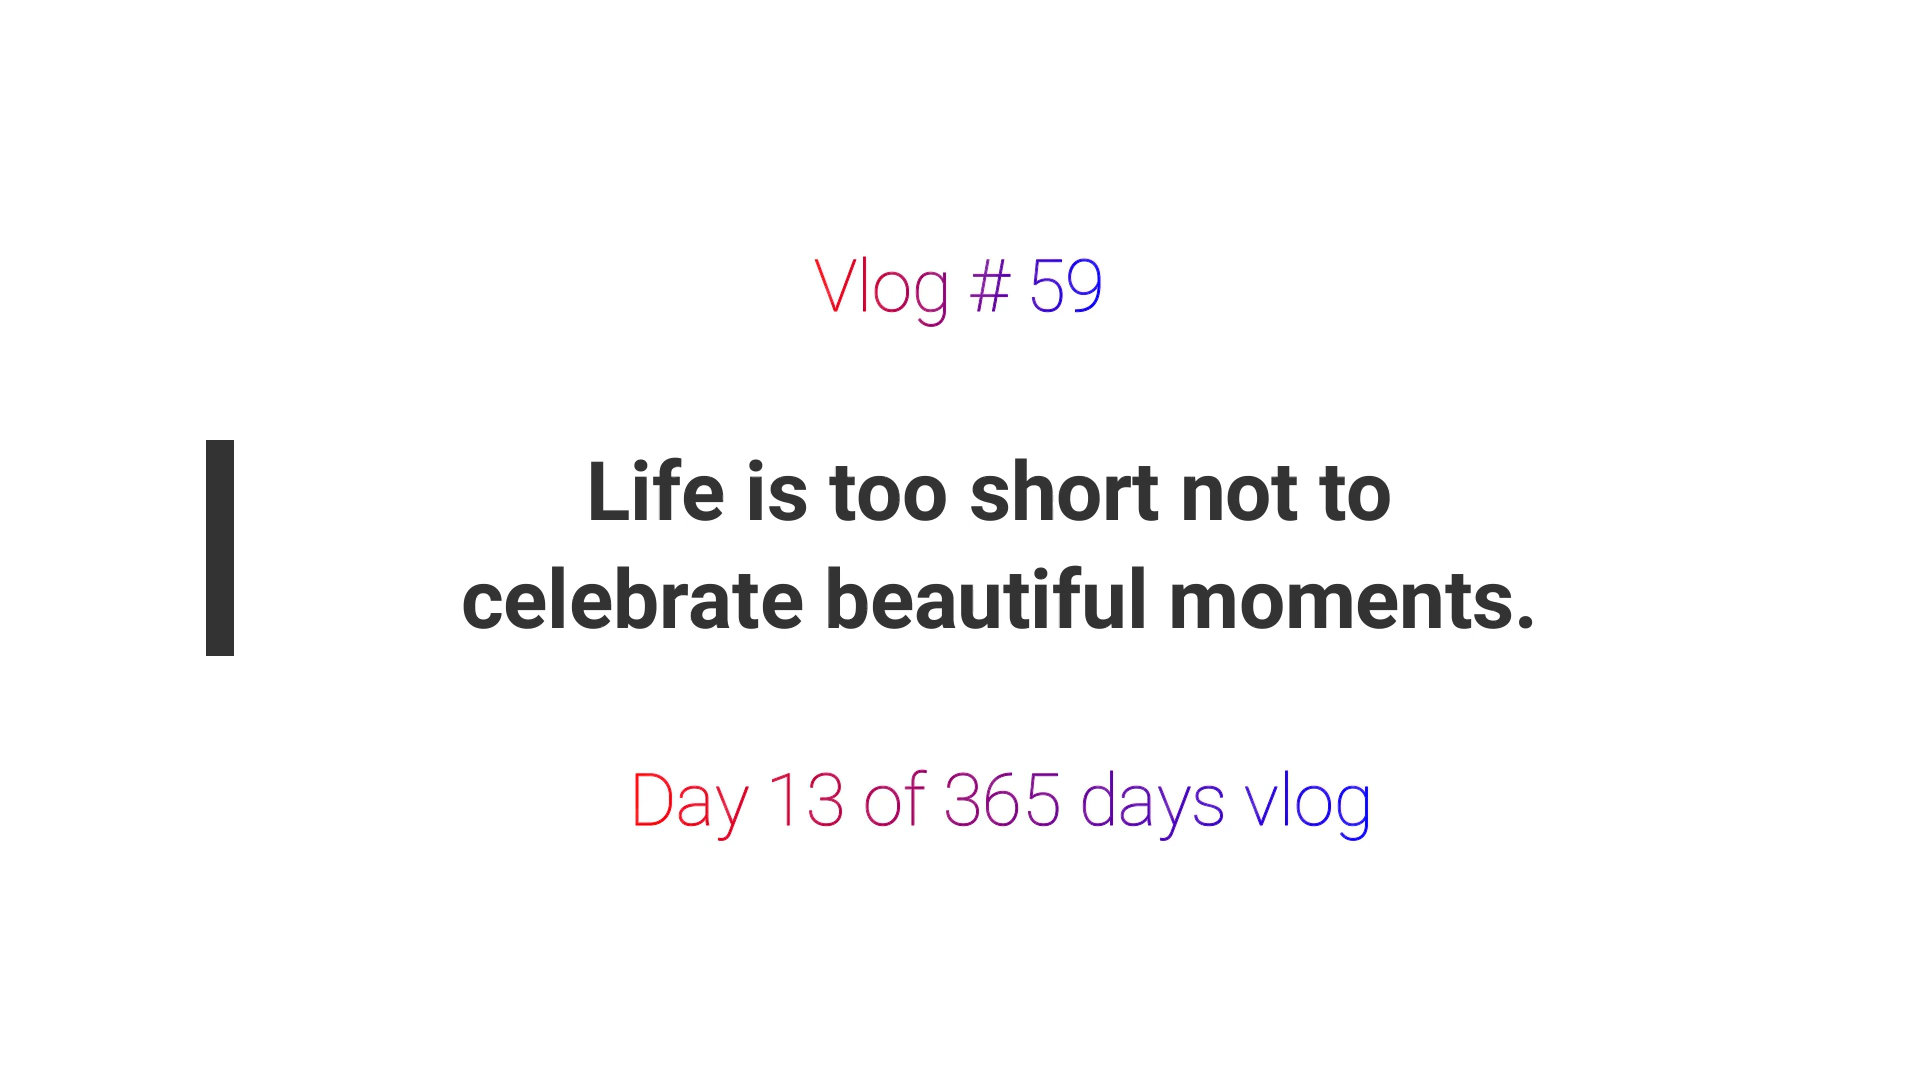 Vlog # 59
Life is too short not to
celebrate beautiful moments.
Day 13 of 365 days vlog